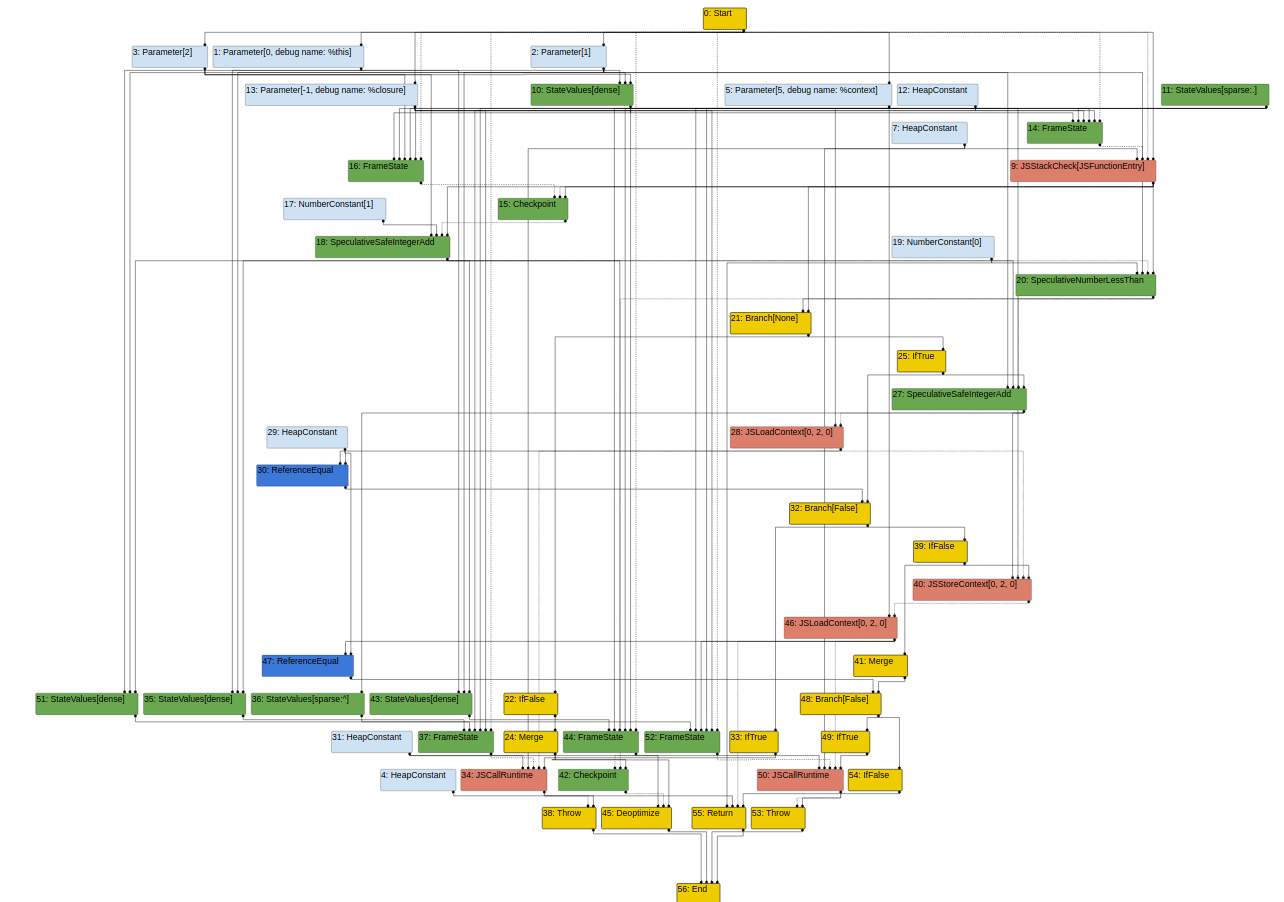 0: Start
3: Parameter[2]
1: Parameter[0, debug name: %this]
2: Parameter[1]
13: Parameter[-1, debug name: %closure]
10: StateValues[dense]
5: Parameter[5, debug name: %context]
12: HeapConstant
11: StateValues[sparse:.]
7: HeapConstant
14: FrameState
16: FrameState
9: JSStackCheck[JSFunctionEntry]
17: NumberConstant[1]
15: Checkpoint
18: SpeculativeSafeIntegerAdd
19: NumberConstant[0]
20: SpeculativeNumberLessThan
21: Branch[None]
25: IfTrue
27: SpeculativeSafeIntegerAdd
29: HeapConstant
28: JSLoadContext[0, 2, 0]
30: ReferenceEqual
32: Branch[False]
39: IfFalse
40: JSStoreContext[0, 2, 0]
46: JSLoadContext[0, 2, 0]
47: ReferenceEqual
41: Merge
51: StateValues[dense]
35: StateValues[dense]
36: StateValues[sparse:^]
43: StateValues[dense]
22: IfFalse
48: Branch[False]
31: HeapConstant
37: FrameState
24: Merge
44: FrameState
52: FrameState
33: IfTrue
49: IfTrue
4: HeapConstant
34: JSCallRuntime
42: Checkpoint
50: JSCallRuntime
54: IfFalse
38: Throw
45: Deoptimize
55: Return
53: Throw
56: End